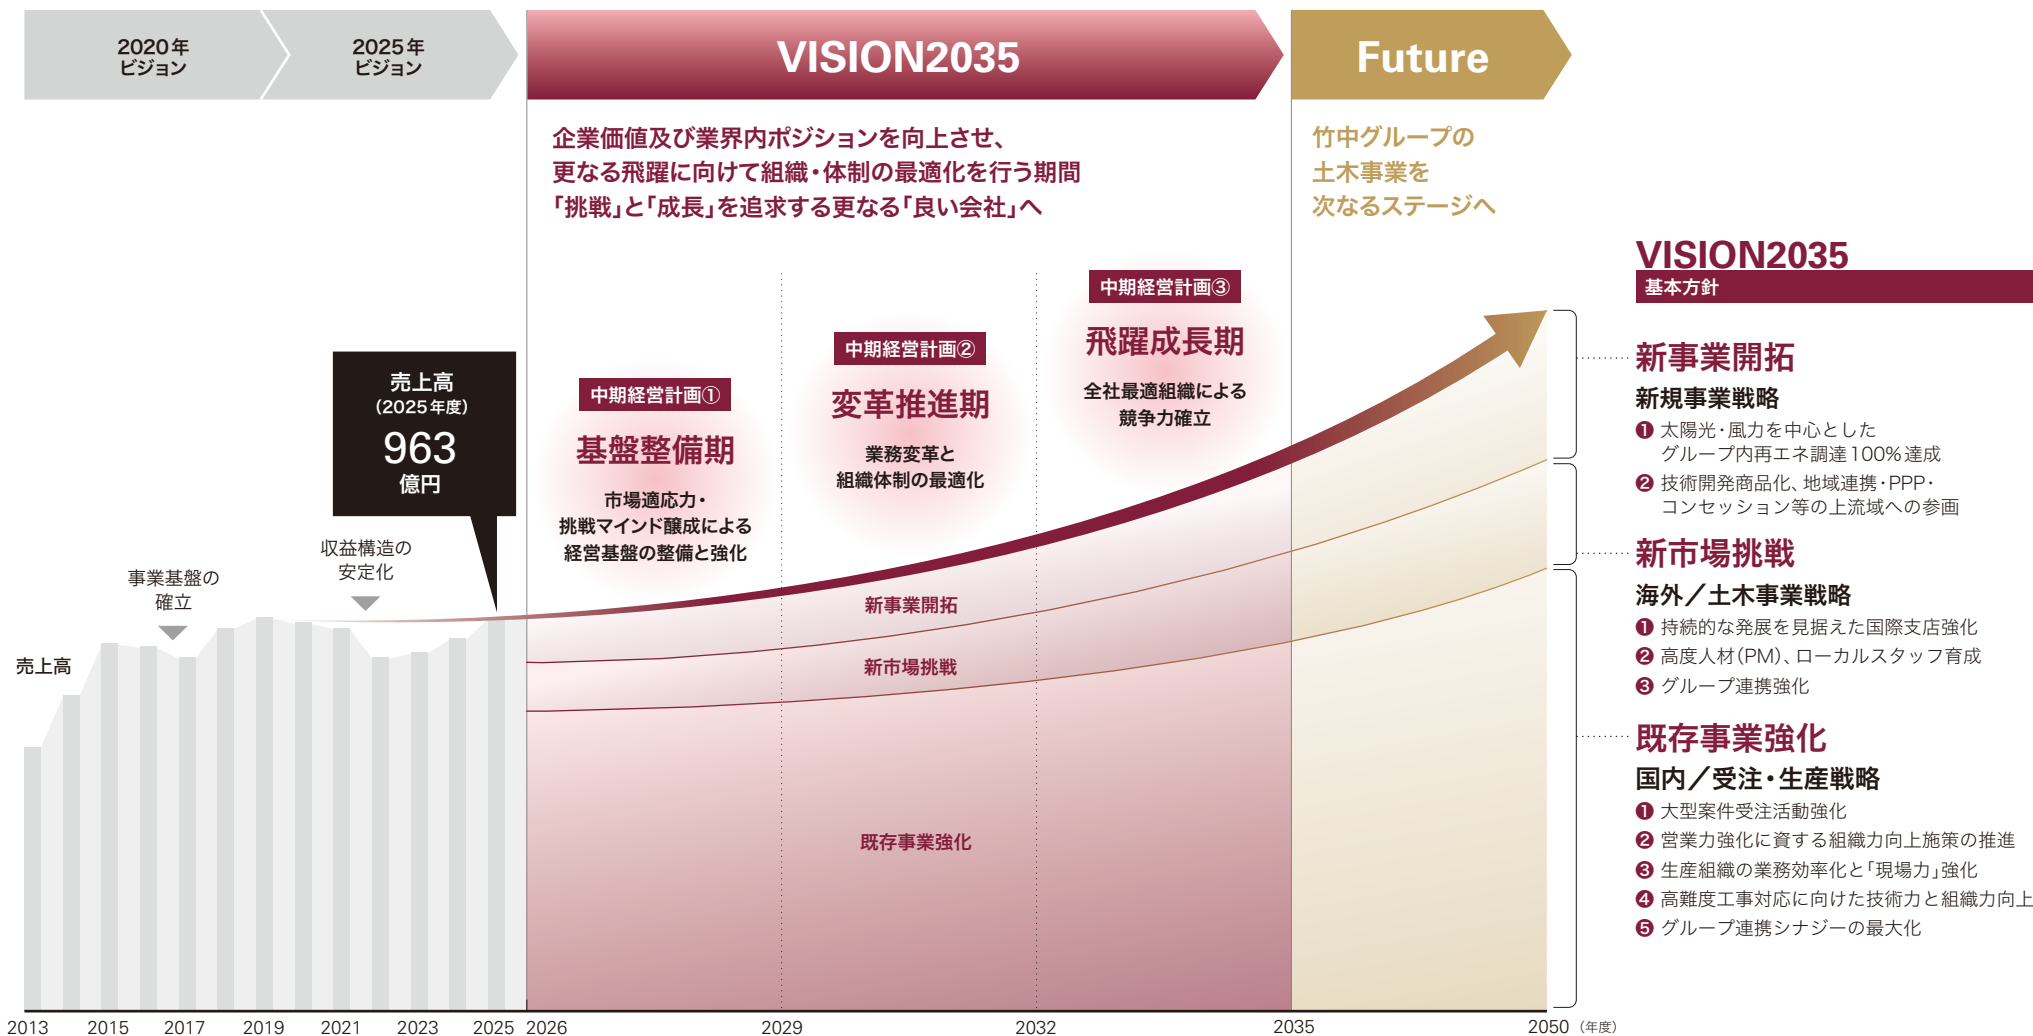 2020年
ビジョン
2025年
ビジョン
VISION2035
Future
企業価値及び業界内ポジションを向上させ、
更なる飛躍に向けて組織・体制の最適化を行う期間
「挑戦」と「成長」を追求する更なる「良い会社」へ
竹中グループの
土木事業を
次なるステージへ
中期経営計画①
基盤整備期
市場適応力・
挑戦マインド醸成による
経営基盤の整備と強化
中期経営計画②
変革推進期
業務変革と
組織体制の最適化
中期経営計画③
飛躍成長期
全社最適組織による
競争力確立
売上高
(2025年度)
963
億円
事業基盤の
確立
収益構造の
安定化
売上高
新事業開拓
新市場挑戦
既存事業強化
2013 2015 2017 2019 2021 2023 2025 2026 2029 2032 2035 2050 (年度)
VISION2035
基本方針
新事業開拓
新規事業戦略
❶ 太陽光・風力を中心とした
グループ内再エネ調達100%達成
❷ 技術開発商品化、地域連携・PPP・
コンセッション等の上流域への参画
新市場挑戦
海外／土木事業戦略
❶ 持続的な発展を見据えた国際支店強化
❷ 高度人材(PM)、ローカルスタッフ育成
❸ グループ連携強化
既存事業強化
国内／受注・生産戦略
❶ 大型案件受注活動強化
❷ 営業力強化に資する組織力向上施策の推進
❸ 生産組織の業務効率化と「現場力」強化
❹ 高難度工事対応に向けた技術力と組織力向上
❺ グループ連携シナジーの最大化